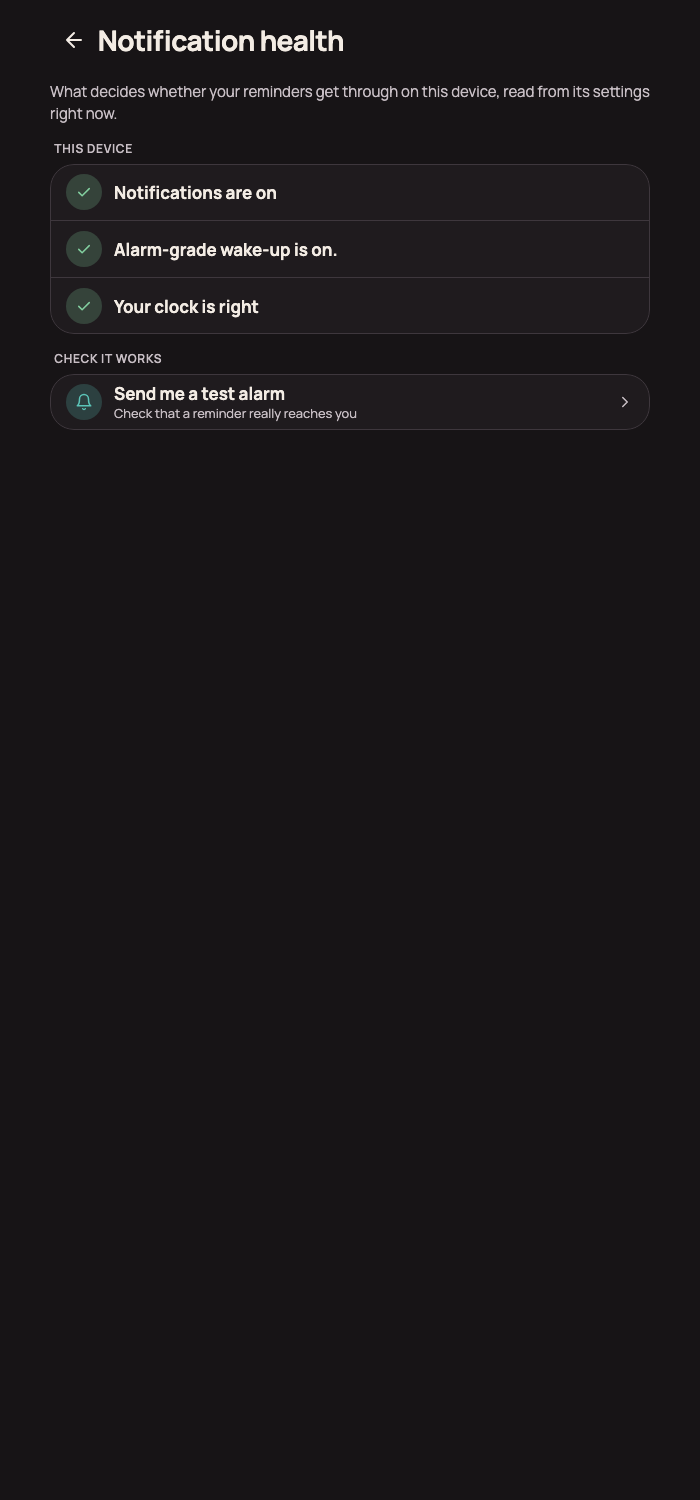 Notification health
What decides whether your reminders get through on this device, read from its settings
right now.
THIS DEVICE
Notifications are on
Alarm-grade wake-up is on.
Your clock is right
CHECK IT WORKS
Send me a test alarm
Check that a reminder really reaches you